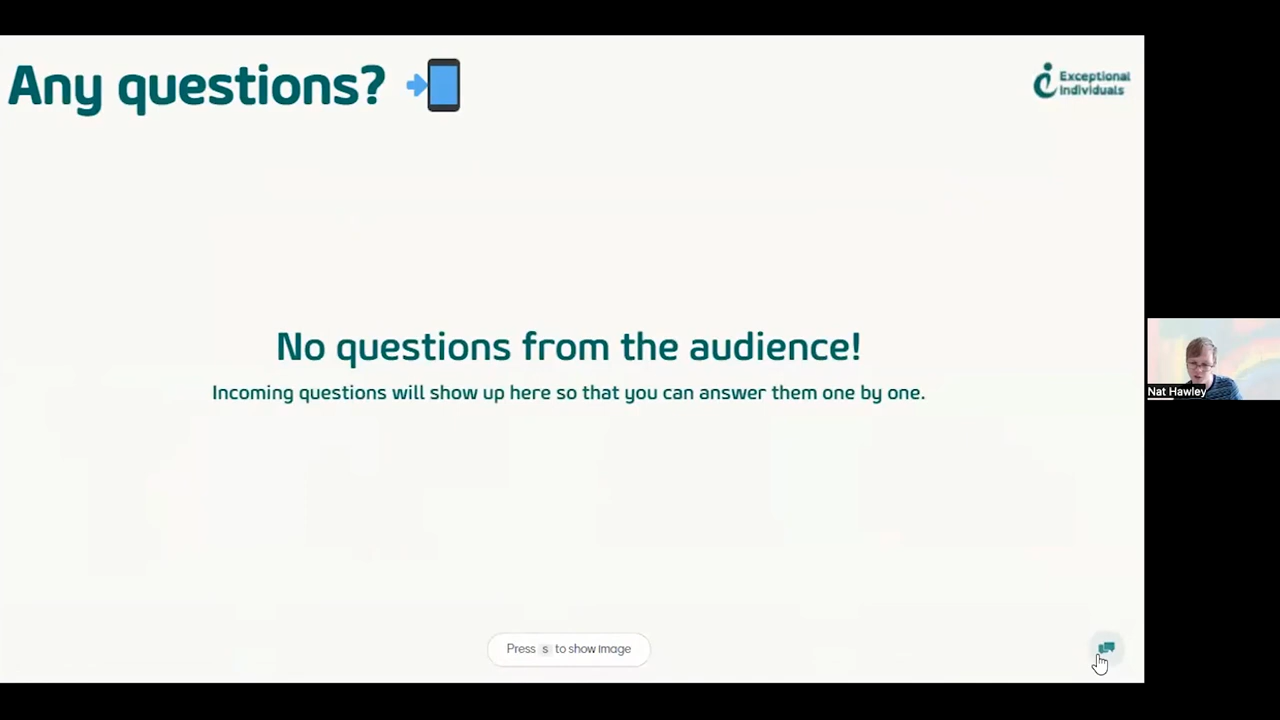 Any questions?
Exceptional
Individuals
No questions from the audience!
Incoming questions will show up here so that you can answer them one by one.
Nat Hawley
Press s to show image